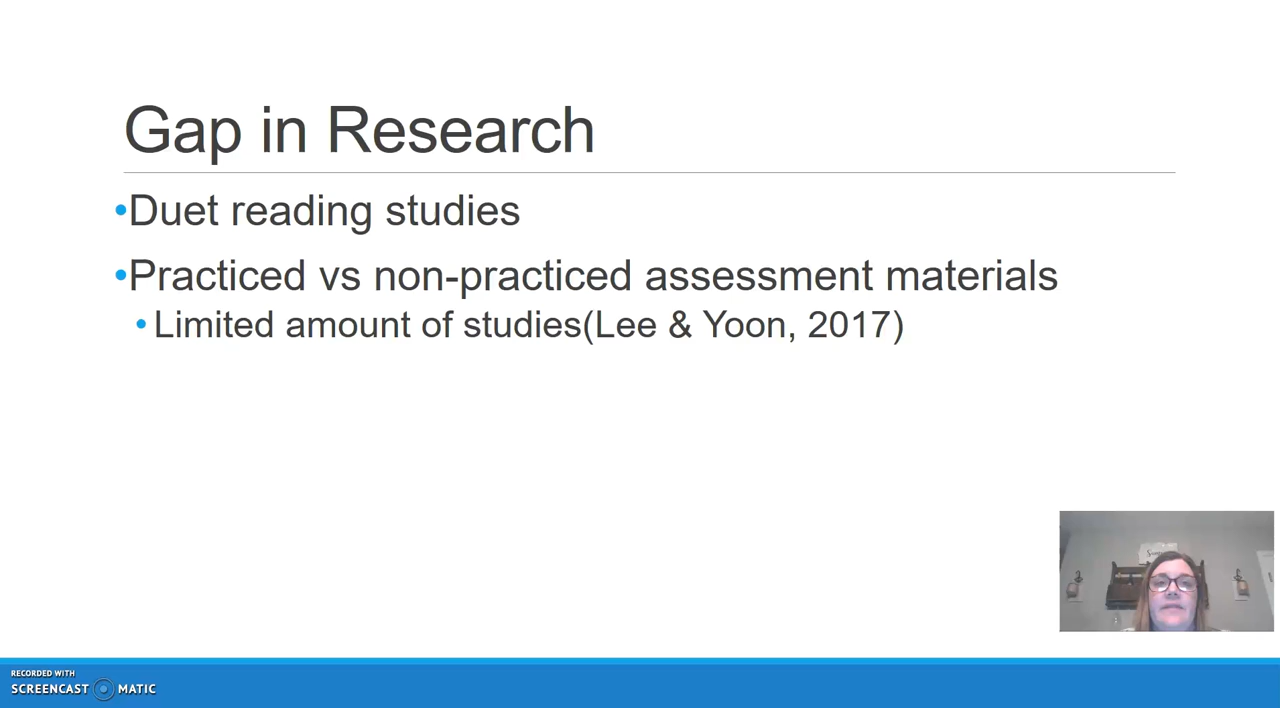 Gap in Research
•Duet reading studies
•Practiced vs non-practiced assessment materials
•Limited amount of studies(Lee & Yoon, 2017)
RECORDED WITH
SCREENCAST MATIC